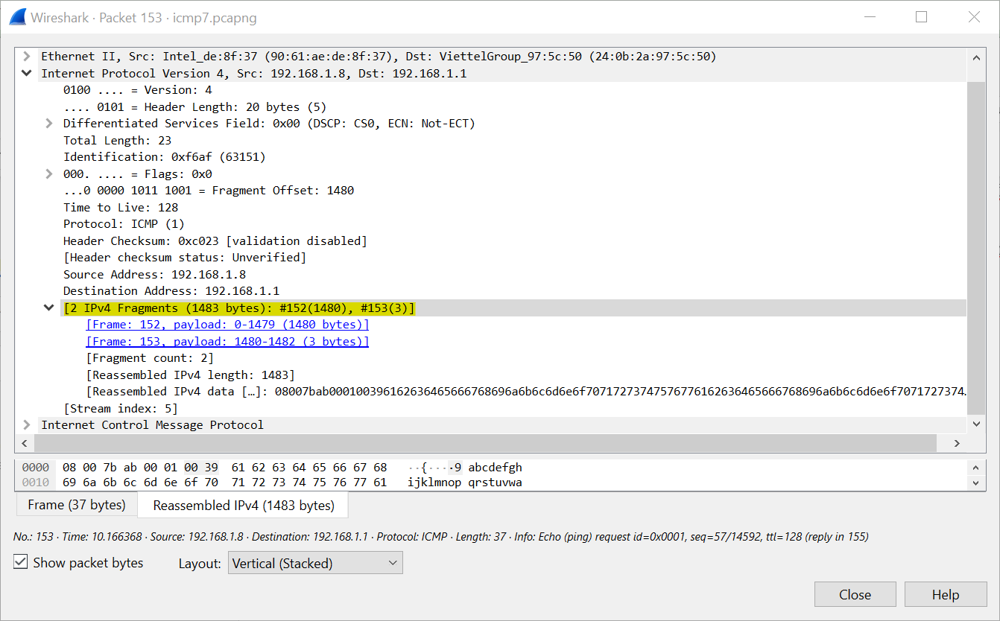 Wireshark · Packet 153 · icmp7.pcapng
Ethernet II, Src: Intel_de:8f:37 (90:61:ae:de:8f:37), Dst: ViettelGroup_97:5c:50 (24:0b:2a:97:5c:50)
Internet Protocol Version 4, Src: 192.168.1.8, Dst: 192.168.1.1
0100 .... = Version: 4
.... 0101 = Header Length: 20 bytes (5)
Differentiated Services Field: 0x00 (DSCP: CS0, ECN: Not-ECT)
Total Length: 23
Identification: 0xf6af (63151)
000. .... = Flags: 0x0
...0 0000 1011 1001 = Fragment Offset: 1480
Time to Live: 128
Protocol: ICMP (1)
Header Checksum: 0xc023 [validation disabled]
[Header checksum status: Unverified]
Source Address: 192.168.1.8
Destination Address: 192.168.1.1
[2 IPv4 Fragments (1483 bytes): #152(1480), #153(3)]
[Frame: 152, payload: 0-1479 (1480 bytes)]
[Frame: 153, payload: 1480-1482 (3 bytes)]
[Fragment count: 2]
[Reassembled IPv4 length: 1483]
[Reassembled IPv4 data […]: 08007bab000100396162636465666768696a6b6c6d6e6f70717273747576776162636465666768696a6b6c6d6e6f7071727374…
[Stream index: 5]
Internet Control Message Protocol
0000 08 00 7b ab 00 01 00 39 61 62 63 64 65 66 67 68 ··{····9 abcdefgh
0010 69 6a 6b 6c 6d 6e 6f 70 71 72 73 74 75 76 77 61 ijklmnop qrstuvwa
Frame (37 bytes) Reassembled IPv4 (1483 bytes)
No.: 153 · Time: 10.166368 · Source: 192.168.1.8 · Destination: 192.168.1.1 · Protocol: ICMP · Length: 37 · Info: Echo (ping) request id=0x0001, seq=57/14592, ttl=128 (reply in 155)
Show packet bytes Layout: Vertical (Stacked)
Close Help